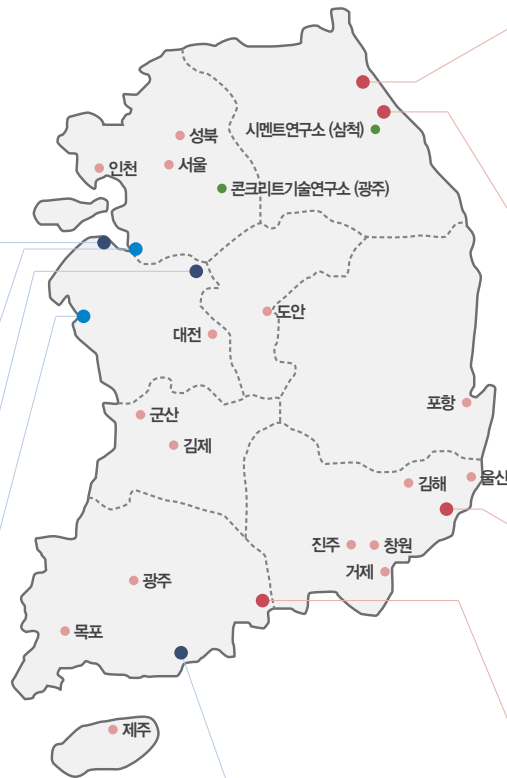 성북
시멘트연구소 (삼척)
인천
서울
콘크리트기술연구소 (광주)
도안
대전
포항
군산
김제
울산
김해
진주
창원
거제
광주
목포
제주